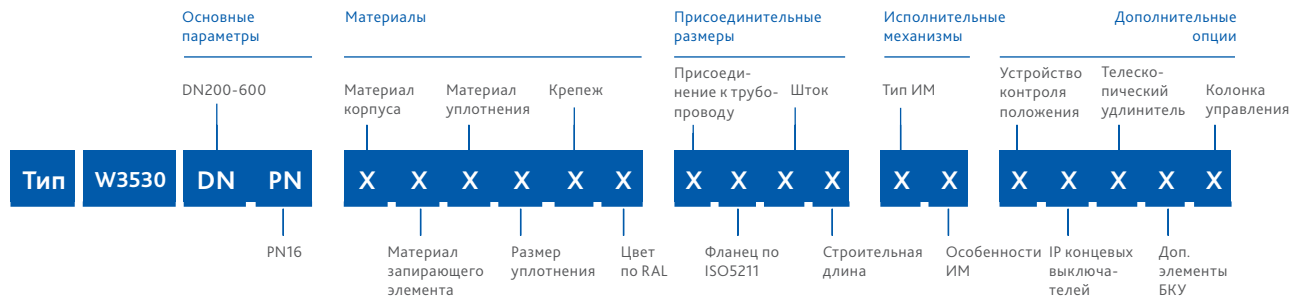 Основные
параметры
Материалы
Присоединительные
размеры
Исполнительные
механизмы
Дополнительные
опции
DN200-600
Материал
корпуса
Материал
уплотнения
Крепеж
Присоеди-
нение к трубо-
проводу
Шток
Тип ИМ
Устройство
контроля
положения
Телеско-
пический
удлинитель
Колонка
управления
Тип W3530 DN PN X X X X X X X X X X X X X X X X X
PN16
Материал
запирающего
элемента
Размер
уплотнения
Цвет
по RAL
Фланец по
ISO5211
Строительная
длина
Особенности
ИМ
IP концевых
выключа-
телей
Доп.
элементы
БКУ